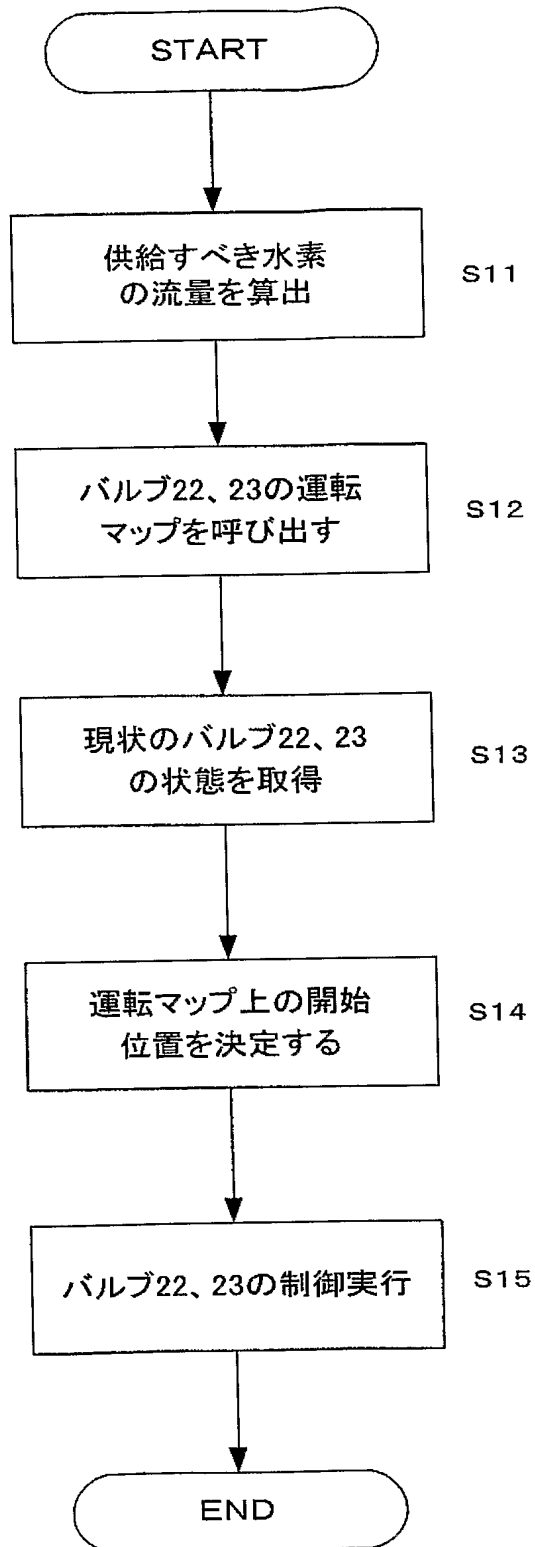 START
供給すべき水素
の流量を算出
S11
バルブ22、23の運転
マップを呼び出す
S12
現状のバルブ22、23
の状態を取得
S13
運転マップ上の開始
位置を決定する
S14
バルブ22、23の制御実行
S15
END